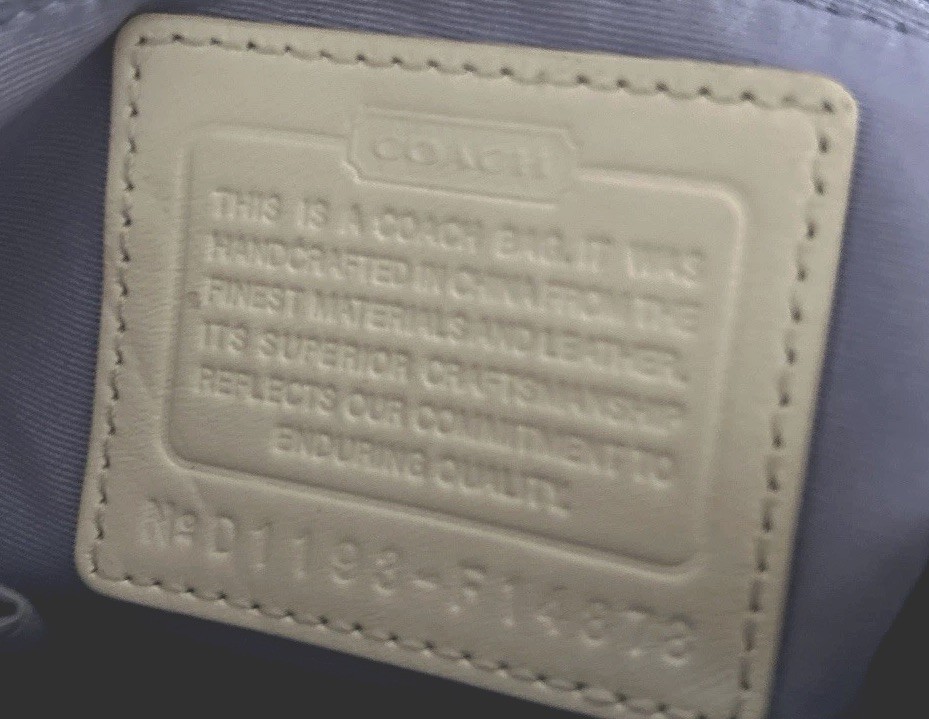 COACH
THIS IS A COACH BAG. IT WAS
HANDCRAFTED IN CHINA FROM THE
FINEST MATERIALS AND LEATHER.
ITS SUPERIOR CRAFTSMANSHIP
REFLECTS OUR COMMITMENT TO
ENDURING QUALITY.
Nº D1193-F14873